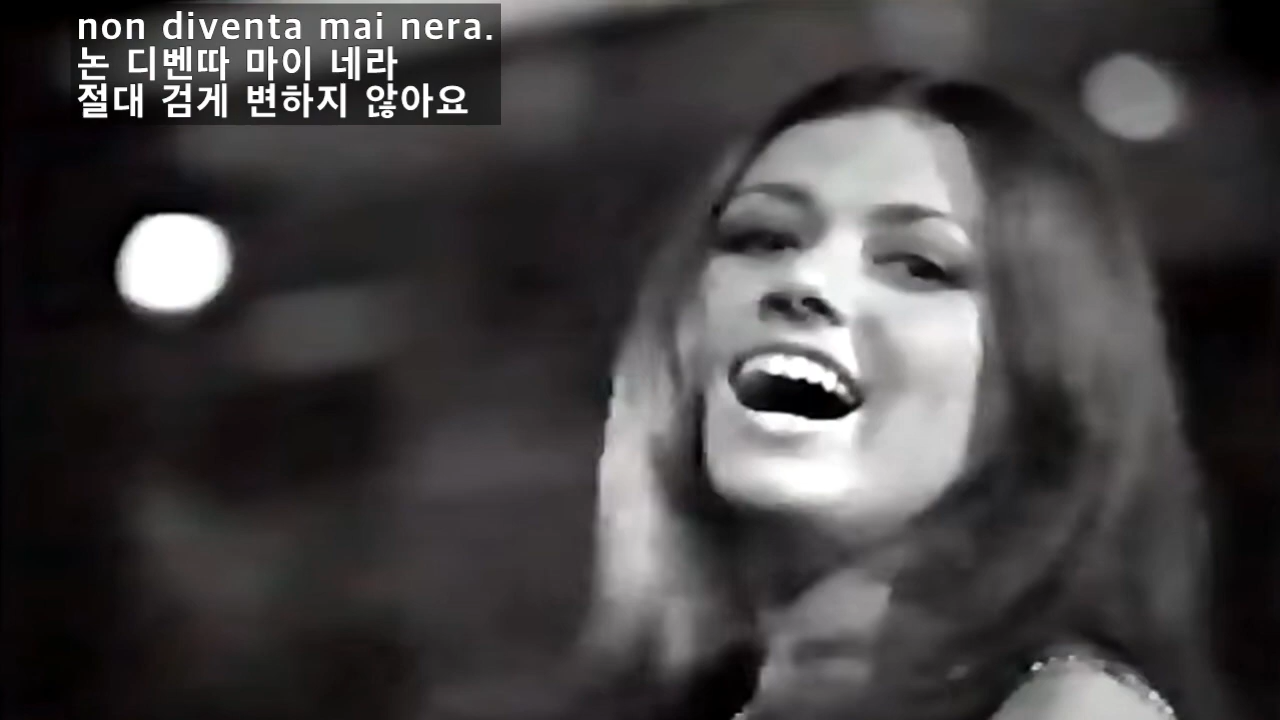 non diventa mai nera.
논 디벤따 마이 네라
절대 검게 변하지 않아요